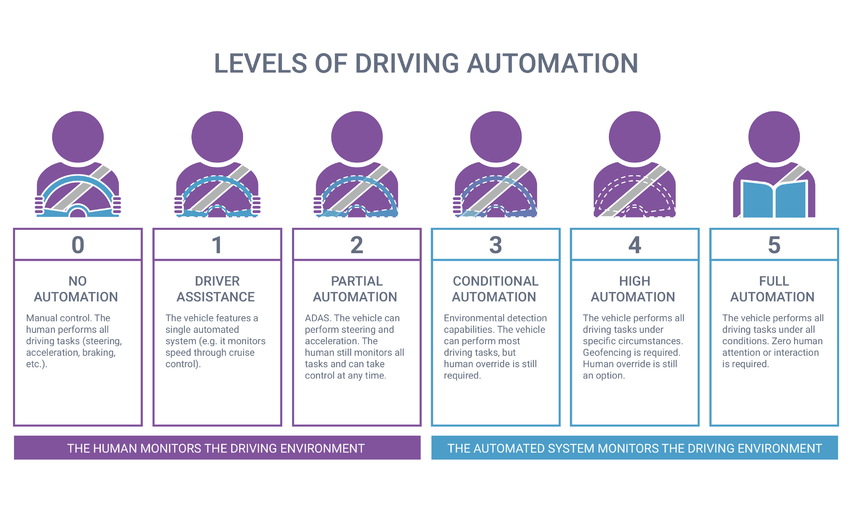 LEVELS OF DRIVING AUTOMATION
0
NO
AUTOMATION
Manual control. The
human performs all
driving tasks (steering,
acceleration, braking,
etc.).
1
DRIVER
ASSISTANCE
The vehicle features a
single automated
system (e.g. it monitors
speed through cruise
control).
2
PARTIAL
AUTOMATION
ADAS. The vehicle can
perform steering and
acceleration. The
human still monitors all
tasks and can take
control at any time.
3
CONDITIONAL
AUTOMATION
Environmental detection
capabilities. The vehicle
can perform most
driving tasks, but
human override is still
required.
4
HIGH
AUTOMATION
The vehicle performs all
driving tasks under
specific circumstances.
Geofencing is required.
Human override is still
an option.
5
FULL
AUTOMATION
The vehicle performs all
driving tasks under all
conditions. Zero human
attention or interaction
is required.
THE HUMAN MONITORS THE DRIVING ENVIRONMENT
THE AUTOMATED SYSTEM MONITORS THE DRIVING ENVIRONMENT